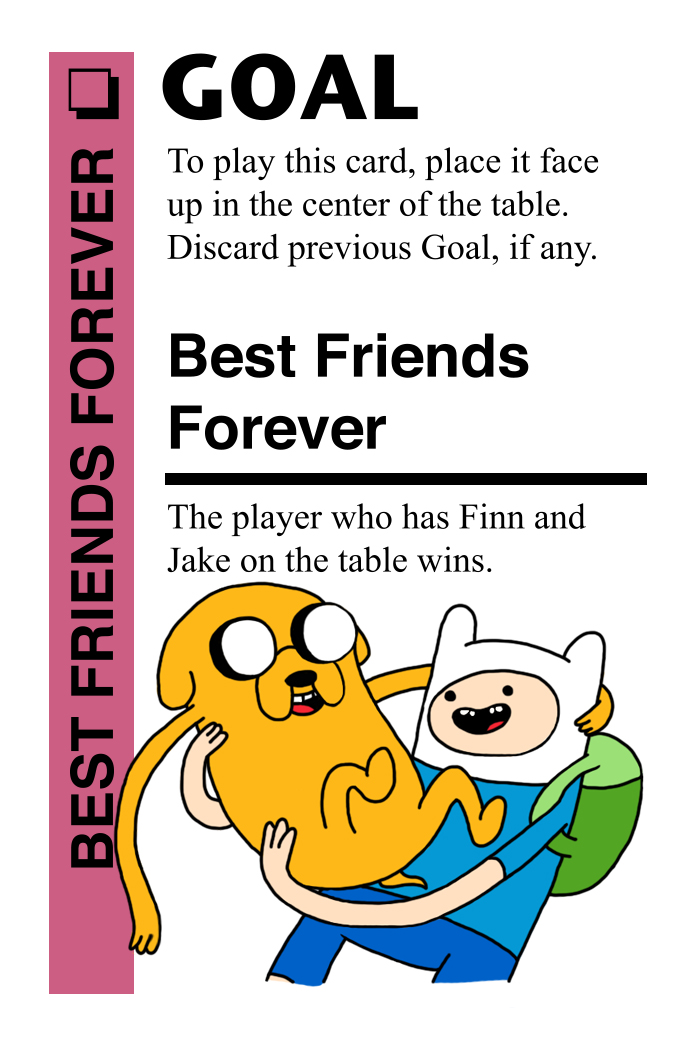 BEST FRIENDS FOREVER
GOAL
To play this card, place it face
up in the center of the table.
Discard previous Goal, if any.
Best Friends
Forever
The player who has Finn and
Jake on the table wins.